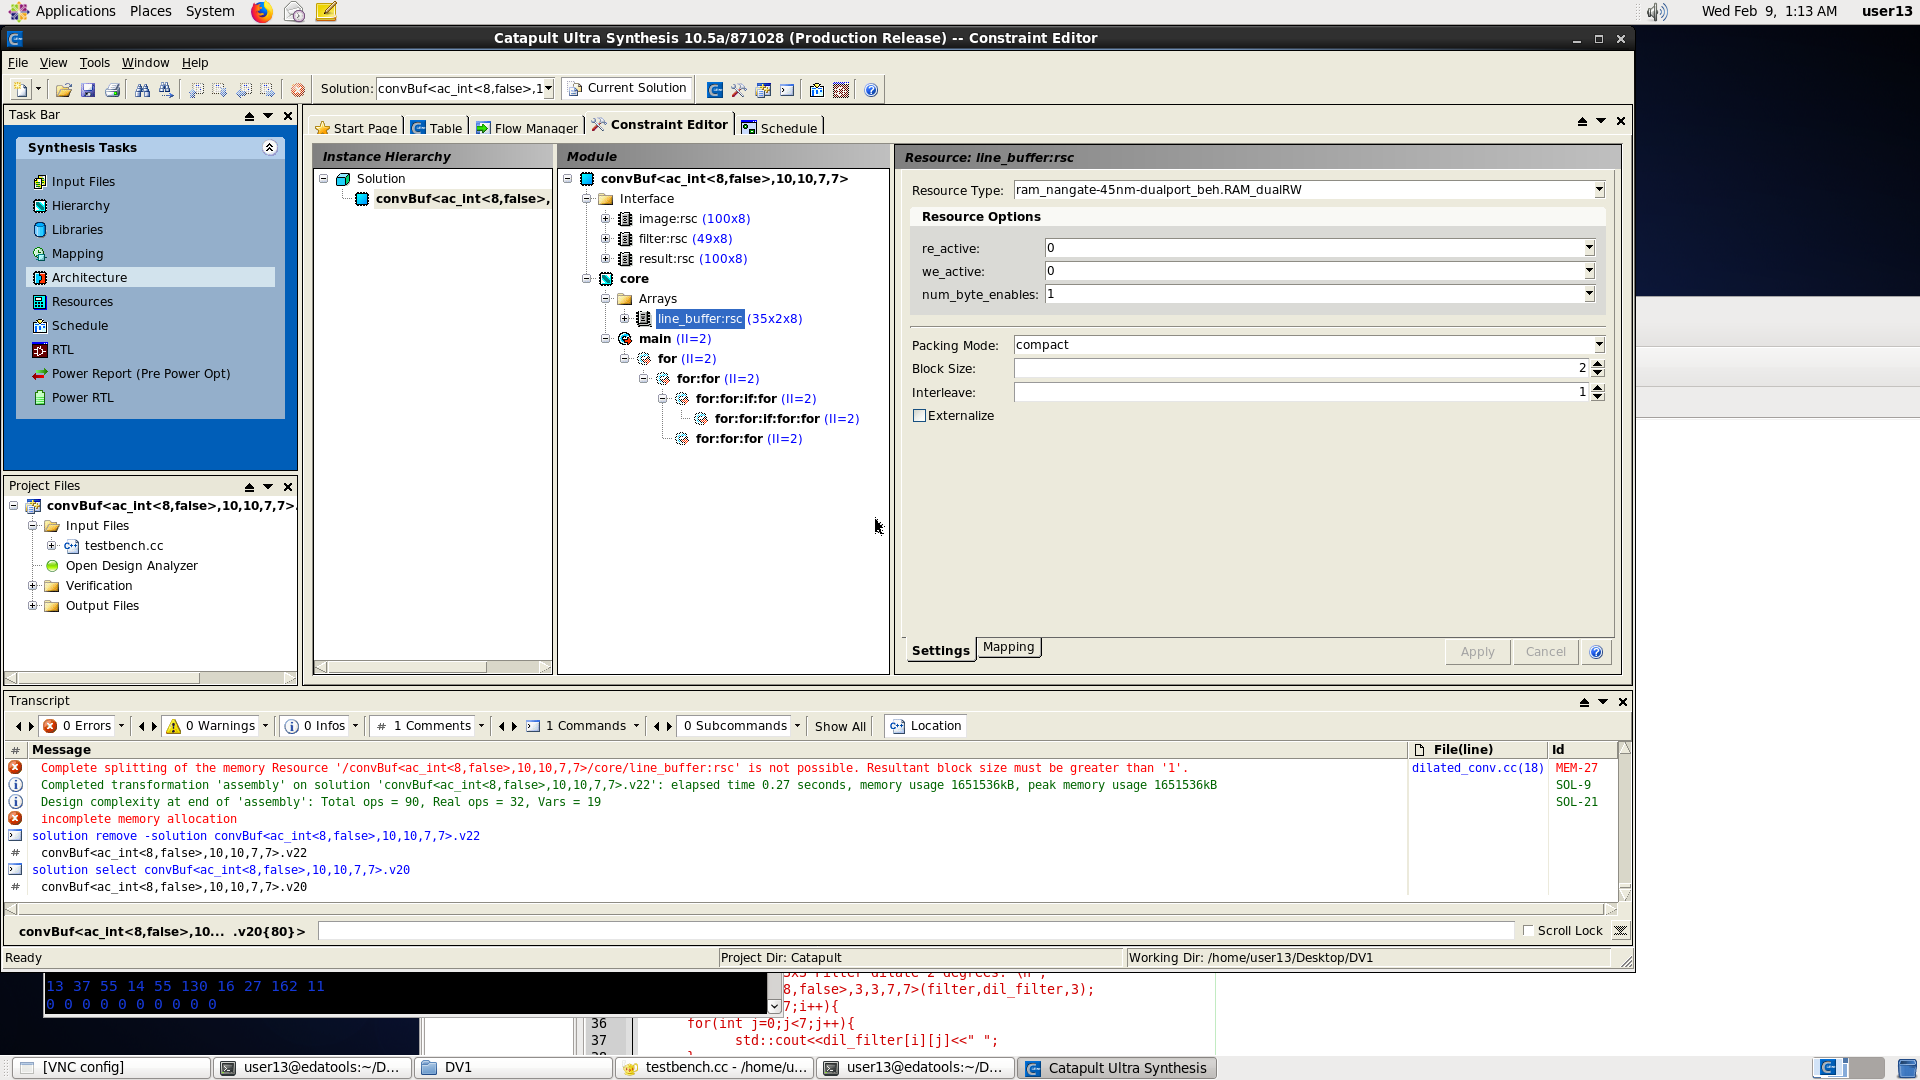 Applications Places System
Wed Feb 9, 1:13 AM user13
Catapult Ultra Synthesis 10.5a/871028 (Production Release) -- Constraint Editor
File View Tools Window Help
Solution: convBuf<ac_int<8,false>,1
Current Solution
Task Bar
Synthesis Tasks
Input Files
Hierarchy
Libraries
Mapping
Architecture
Resources
Schedule
RTL
Power Report (Pre Power Opt)
Power RTL
Project Files
convBuf<ac_int<8,false>,10,10,7,7>.
Input Files
testbench.cc
Open Design Analyzer
Verification
Output Files
Start Page
Table
Flow Manager
Constraint Editor
Schedule
Instance Hierarchy
Solution
convBuf<ac_int<8,false>,
Module
convBuf<ac_int<8,false>,10,10,7,7>
Interface
image:rsc (100x8)
filter:rsc (49x8)
result:rsc (100x8)
core
Arrays
line_buffer:rsc (35x2x8)
main (II=2)
for (II=2)
for:for (II=2)
for:for:if:for (II=2)
for:for:if:for:for (II=2)
for:for:for (II=2)
Resource: line_buffer:rsc
Resource Type: ram_nangate-45nm-dualport_beh.RAM_dualRW
Resource Options
re_active: 0
we_active: 0
num_byte_enables: 1
Packing Mode: compact
Block Size: 2
Interleave: 1
Externalize
Settings Mapping
Apply Cancel
Transcript
0 Errors 0 Warnings 0 Infos # 1 Comments 1 Commands 0 Subcommands Show All Location
# Message File(line) Id
Complete splitting of the memory Resource '/convBuf<ac_int<8,false>,10,10,7,7>/core/line_buffer:rsc' is not possible. Resultant block size must be greater than '1'. dilated_conv.cc(18) MEM-27
Completed transformation 'assembly' on solution 'convBuf<ac_int<8,false>,10,10,7,7>.v22': elapsed time 0.27 seconds, memory usage 1651536kB, peak memory usage 1651536kB SOL-9
Design complexity at end of 'assembly': Total ops = 90, Real ops = 32, Vars = 19 SOL-21
incomplete memory allocation
solution remove -solution convBuf<ac_int<8,false>,10,10,7,7>.v22
# convBuf<ac_int<8,false>,10,10,7,7>.v22
solution select convBuf<ac_int<8,false>,10,10,7,7>.v20
# convBuf<ac_int<8,false>,10,10,7,7>.v20
convBuf<ac_int<8,false>,10... .v20{80}>
Scroll Lock
Ready
Project Dir: Catapult
Working Dir: /home/user13/Desktop/DV1
13 37 55 14 55 130 16 27 162 11
0 0 0 0 0 0 0 0 0 0
8,false>,3,3,7,7>(filter,dil_filter,3);
7;i++){
36 for(int j=0;j<7;j++){
37 std::cout<<dil_filter[i][j]<<" ";
[VNC config]
user13@edatools:~/D...
DV1
testbench.cc - /home/u...
user13@edatools:~/D...
Catapult Ultra Synthesis